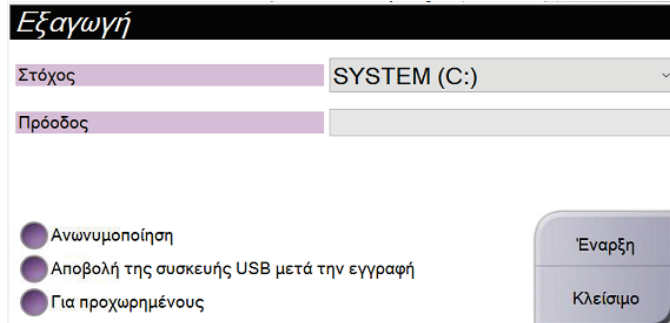 Εξαγωγή
Στόχος SYSTEM (C:)
Πρόοδος
Ανωνυμοποίηση
Αποβολή της συσκευής USB μετά την εγγραφή
Για προχωρημένους
Έναρξη
Κλείσιμο